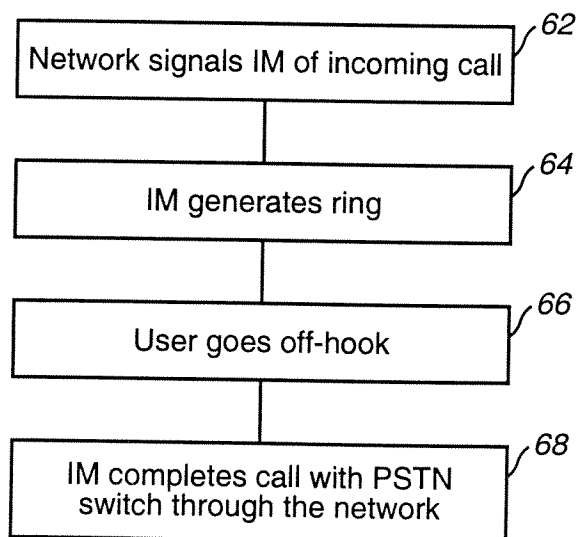 62
Network signals IM of incoming call
64
IM generates ring
66
User goes off-hook
68
IM completes call with PSTN
switch through the network